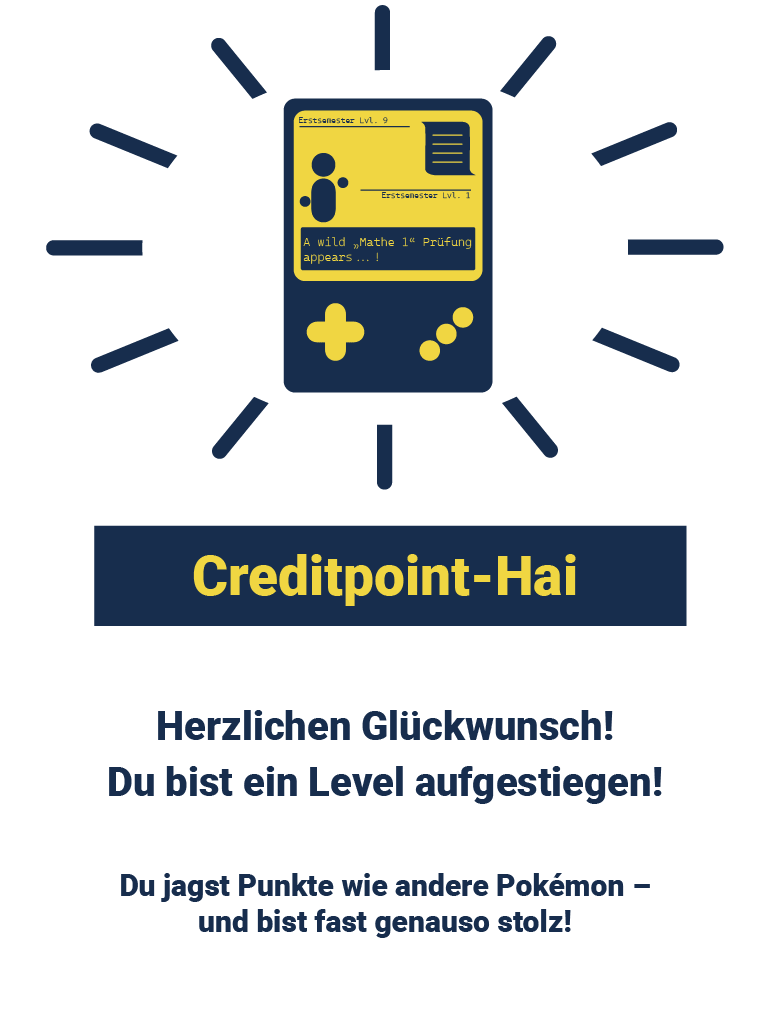 Erstsemester Lvl. 9
Erstsemester Lvl. 1
A wild „Mathe 1“ Prüfung
appears...!
Creditpoint-Hai
Herzlichen Glückwunsch!
Du bist ein Level aufgestiegen!
Du jagst Punkte wie andere Pokémon –
und bist fast genauso stolz!